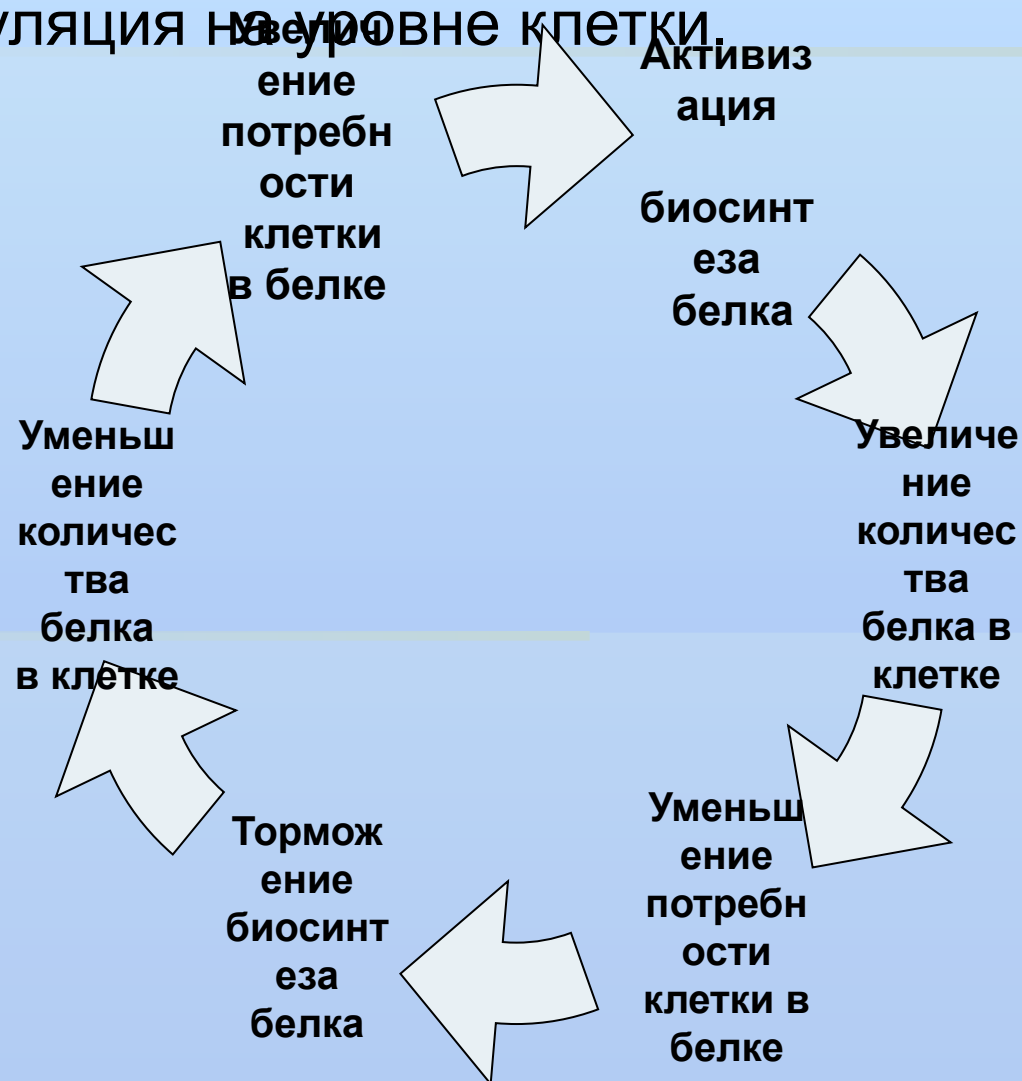 уляция на уровне клетки.
Увелич
ение
потребн
ости
клетки
в белке
Активиз
ация
биосинт
еза
белка
Увеличе
ние
количес
тва
белка в
клетке
Уменьш
ение
потребн
ости
клетки в
белке
Тормож
ение
биосинт
еза
белка
Уменьш
ение
количес
тва
белка
в клетке